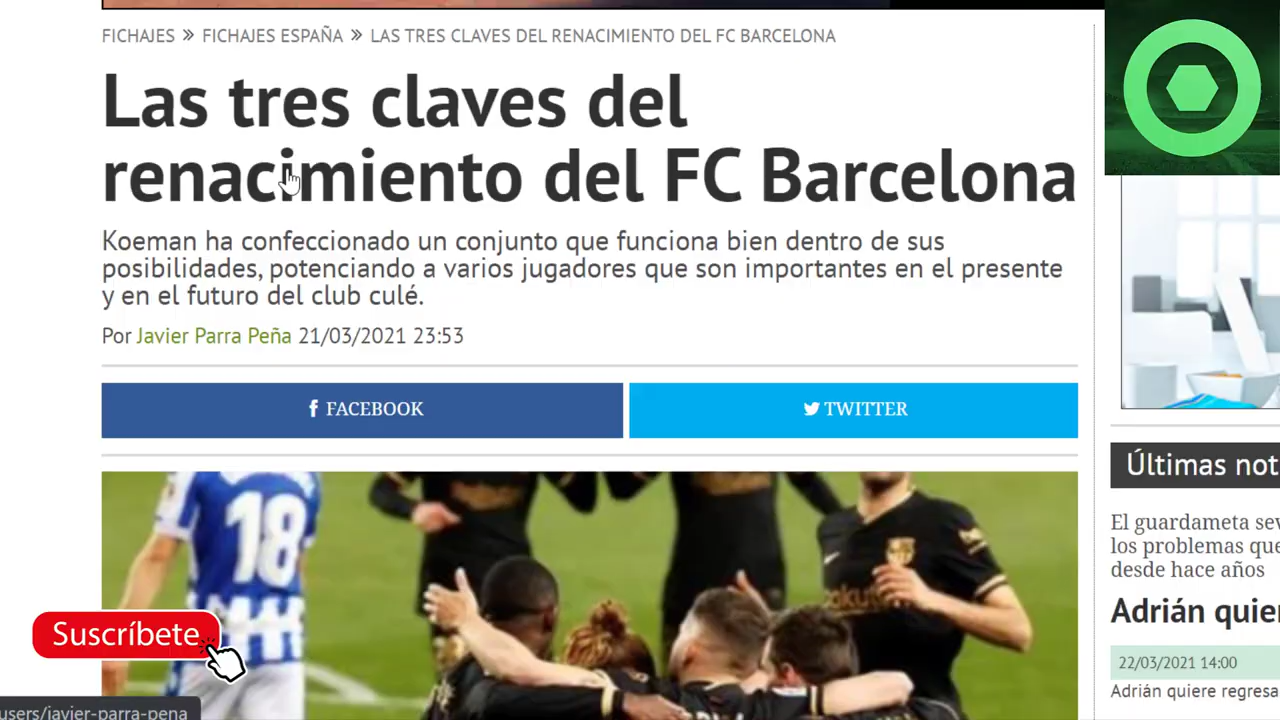 FICHAJES » FICHAJES ESPAÑA » LAS TRES CLAVES DEL RENACIMIENTO DEL FC BARCELONA
Las tres claves del
renacimiento del FC Barcelona
Koeman ha confeccionado un conjunto que funciona bien dentro de sus
posibilidades, potenciando a varios jugadores que son importantes en el presente
y en el futuro del club culé.
Por Javier Parra Peña 21/03/2021 23:53
FACEBOOK
TWITTER
Últimas not
El guardameta sev
los problemas que
desde hace años
Adrián quier
22/03/2021 14:00
Adrián quiere regresa
18
Suscríbete
users/javier-parra-pena